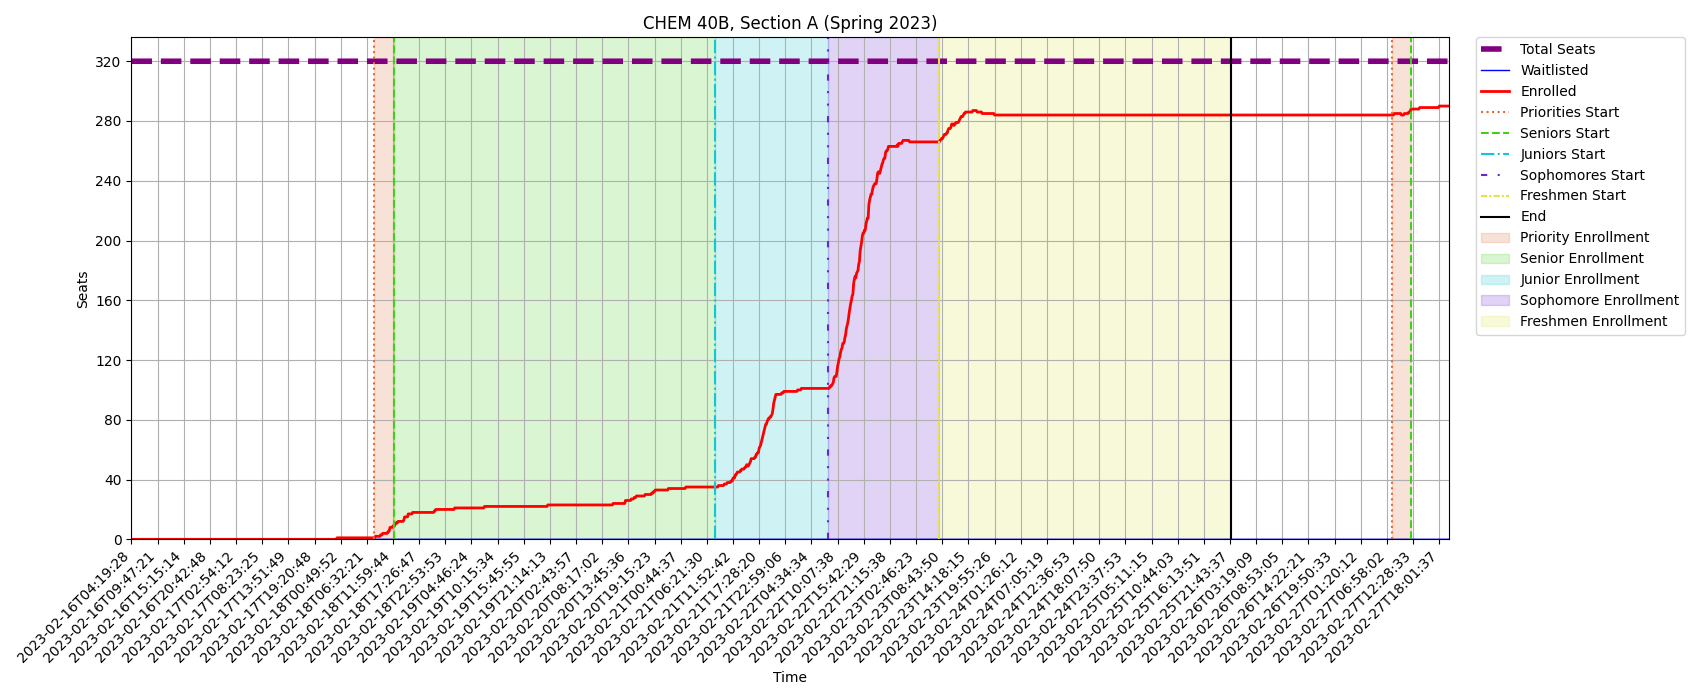 CHEM 40B, Section A (Spring 2023)
Total Seats
Waitlisted
Enrolled
Priorities Start
Seniors Start
Juniors Start
Sophomores Start
Freshmen Start
End
Priority Enrollment
Senior Enrollment
Junior Enrollment
Sophomore Enrollment
Freshmen Enrollment
Seats
320
280
240
200
160
120
80
40
0
2023-02-16T04:19:28
2023-02-16T09:47:21
2023-02-16T15:15:14
2023-02-16T20:42:48
2023-02-17T02:54:12
2023-02-17T08:23:25
2023-02-17T13:51:49
2023-02-17T19:20:48
2023-02-18T00:49:52
2023-02-18T06:32:21
2023-02-18T11:59:44
2023-02-18T17:26:47
2023-02-18T22:53:53
2023-02-19T04:46:24
2023-02-19T10:15:34
2023-02-19T15:45:55
2023-02-19T21:14:13
2023-02-20T02:43:57
2023-02-20T08:17:02
2023-02-20T13:45:36
2023-02-20T19:15:23
2023-02-21T00:44:37
2023-02-21T06:21:30
2023-02-21T11:52:42
2023-02-21T17:28:20
2023-02-21T22:59:06
2023-02-22T04:34:34
2023-02-22T10:07:38
2023-02-22T15:42:29
2023-02-22T21:15:38
2023-02-23T02:46:23
2023-02-23T08:43:50
2023-02-23T14:18:15
2023-02-23T19:55:26
2023-02-24T01:26:12
2023-02-24T07:05:19
2023-02-24T12:36:53
2023-02-24T18:07:50
2023-02-24T23:37:53
2023-02-25T05:11:15
2023-02-25T10:44:03
2023-02-25T16:13:51
2023-02-25T21:43:37
2023-02-26T03:19:09
2023-02-26T08:53:05
2023-02-26T14:22:21
2023-02-26T19:50:33
2023-02-27T01:20:12
2023-02-27T06:58:02
2023-02-27T12:28:33
2023-02-27T18:01:37
Time